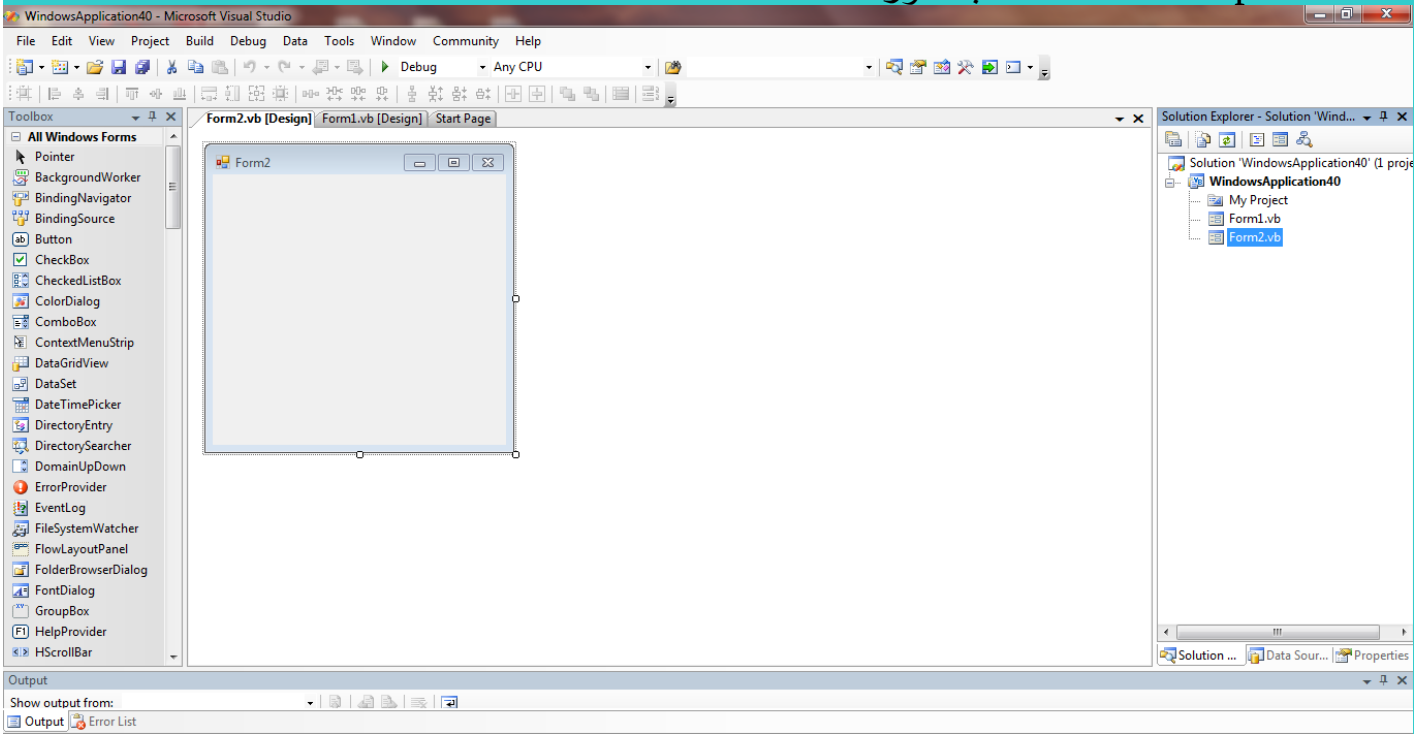 WindowsApplication40 - Microsoft Visual Studio
File Edit View Project Build Debug Data Tools Window Community Help
Debug Any CPU
Toolbox
Form2.vb [Design] Form1.vb [Design] Start Page
Solution Explorer - Solution 'Wind...
All Windows Forms
Pointer
BackgroundWorker
BindingNavigator
BindingSource
Button
CheckBox
CheckedListBox
ColorDialog
ComboBox
ContextMenuStrip
DataGridView
DataSet
DateTimePicker
DirectoryEntry
DirectorySearcher
DomainUpDown
ErrorProvider
EventLog
FileSystemWatcher
FlowLayoutPanel
FolderBrowserDialog
FontDialog
GroupBox
HelpProvider
HScrollBar
Form2
Solution 'WindowsApplication40' (1 proje
WindowsApplication40
My Project
Form1.vb
Form2.vb
Solution ... Data Sour... Properties
Output
Show output from:
Output Error List